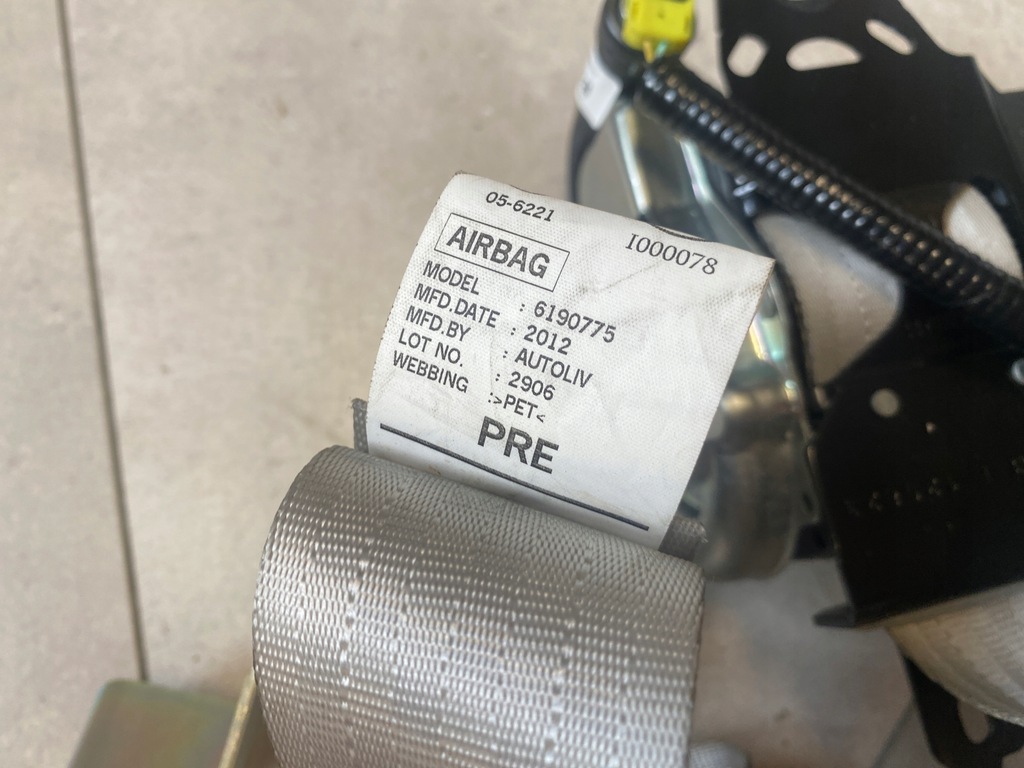 05-6221
I000078
AIRBAG
MODEL : 6190775
MFD.DATE : 2012
MFD.BY : AUTOLIV
LOT NO. : 2906
WEBBING :>PET<
PRE